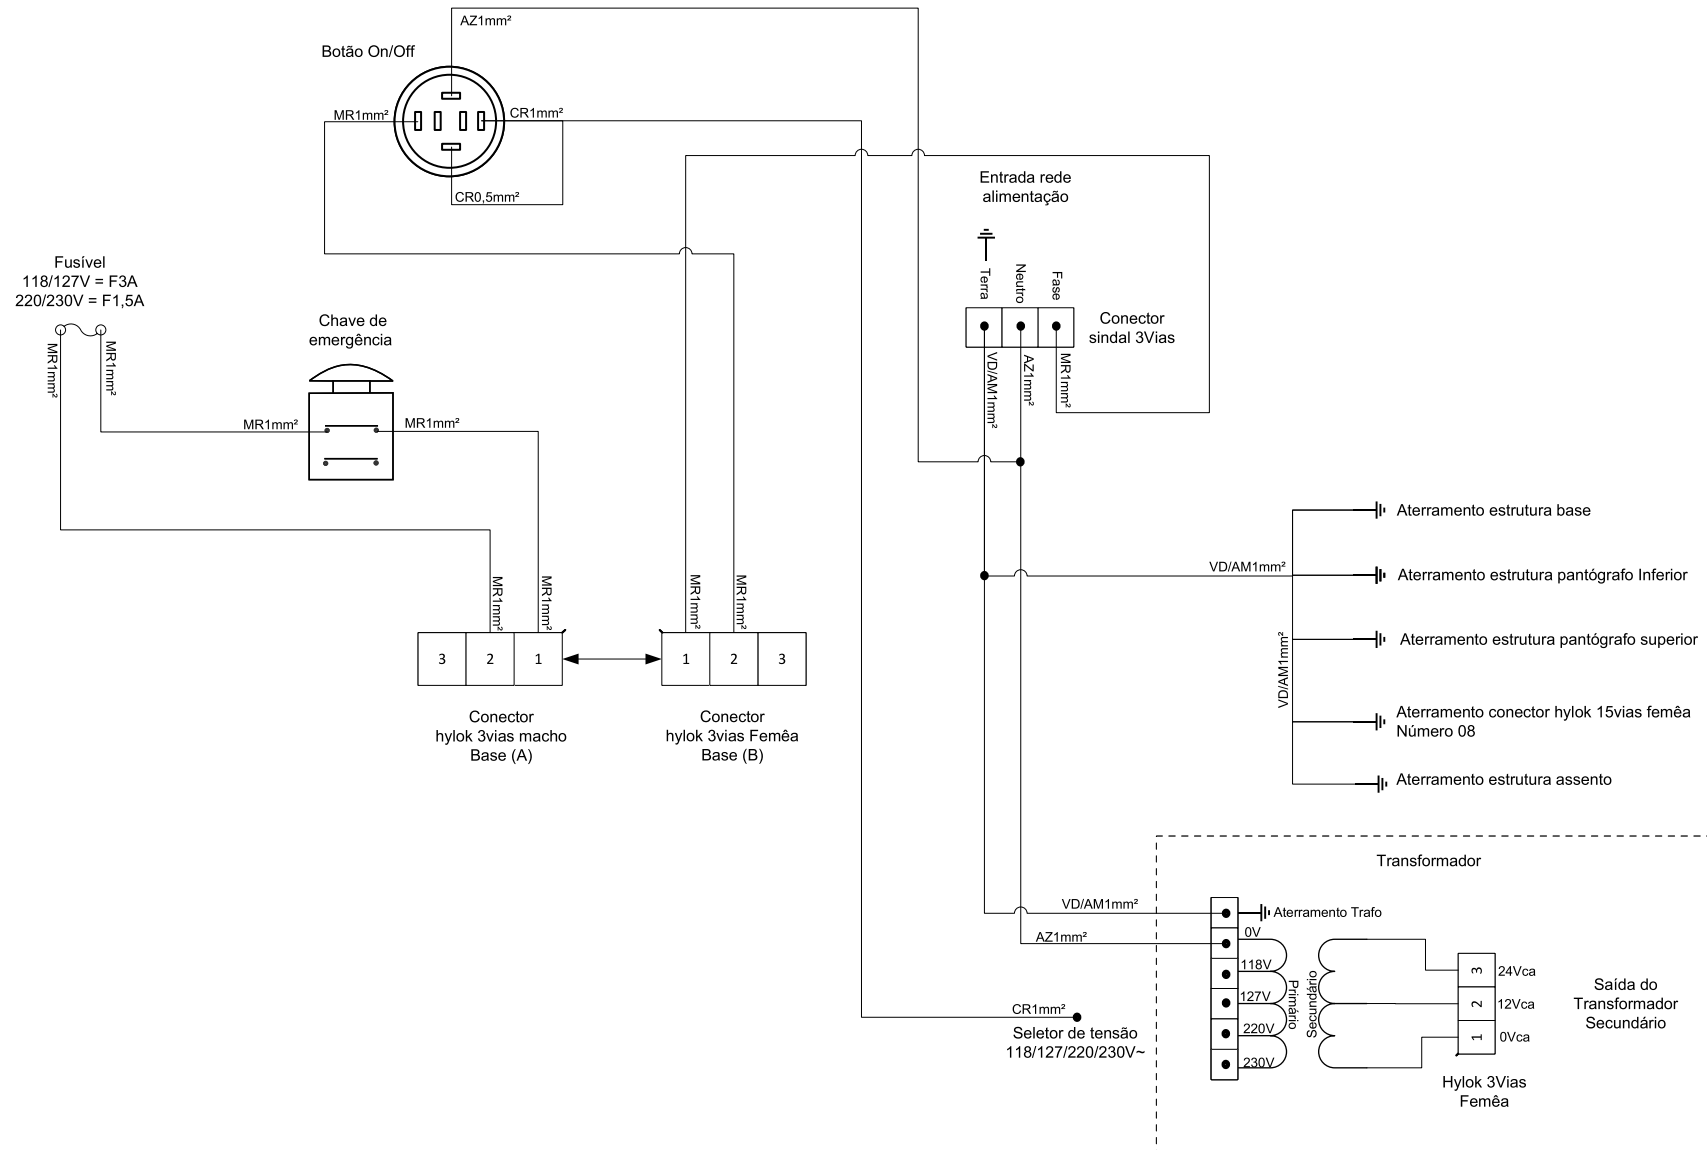 AZ1mm²
Botão On/Off
MR1mm²
CR1mm²
CR0,5mm²
Entrada rede
alimentação
Terra
Neutro
Fase
Conector
sindal 3Vias
VD/AM1mm²
AZ1mm²
MR1mm²
Fusível
118/127V = F3A
220/230V = F1,5A
MR1mm²
MR1mm²
Chave de
emergência
MR1mm²
MR1mm²
MR1mm²
MR1mm²
MR1mm²
MR1mm²
3
2
1
1
2
3
Conector
hylok 3vias macho
Base (A)
Conector
hylok 3vias Femêa
Base (B)
VD/AM1mm²
VD/AM1mm²
Aterramento estrutura base
Aterramento estrutura pantógrafo Inferior
Aterramento estrutura pantógrafo superior
Aterramento conector hylok 15vias femêa
Número 08
Aterramento estrutura assento
Transformador
VD/AM1mm²
Aterramento Trafo
AZ1mm²
0V
118V
127V
220V
230V
Primário
Secundário
3
2
1
24Vca
12Vca
0Vca
Saída do
Transformador
Secundário
Hylok 3Vias
Femêa
CR1mm²
Seletor de tensão
118/127/220/230V~